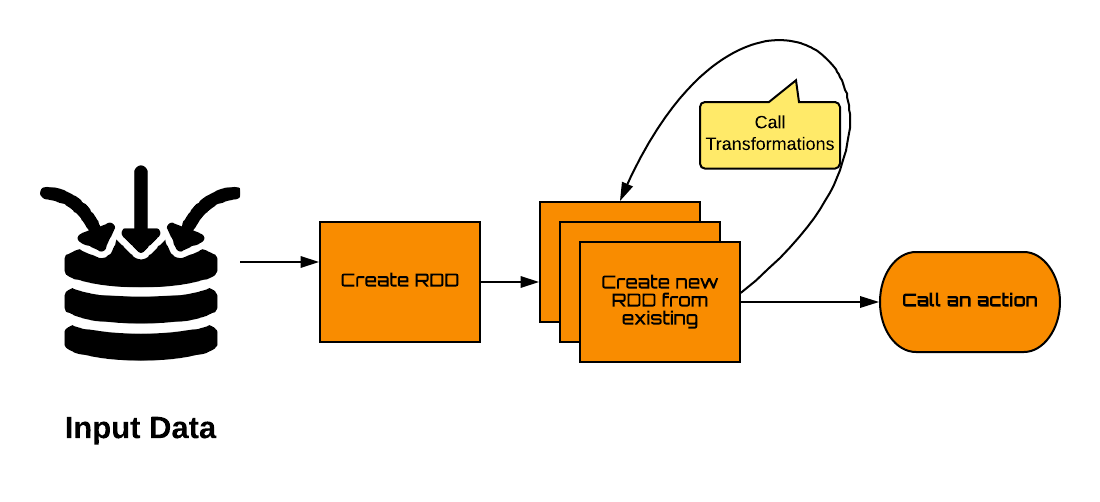 Call
Transformations
Create RDD
Create new
RDD from
existing
Call an action
Input Data